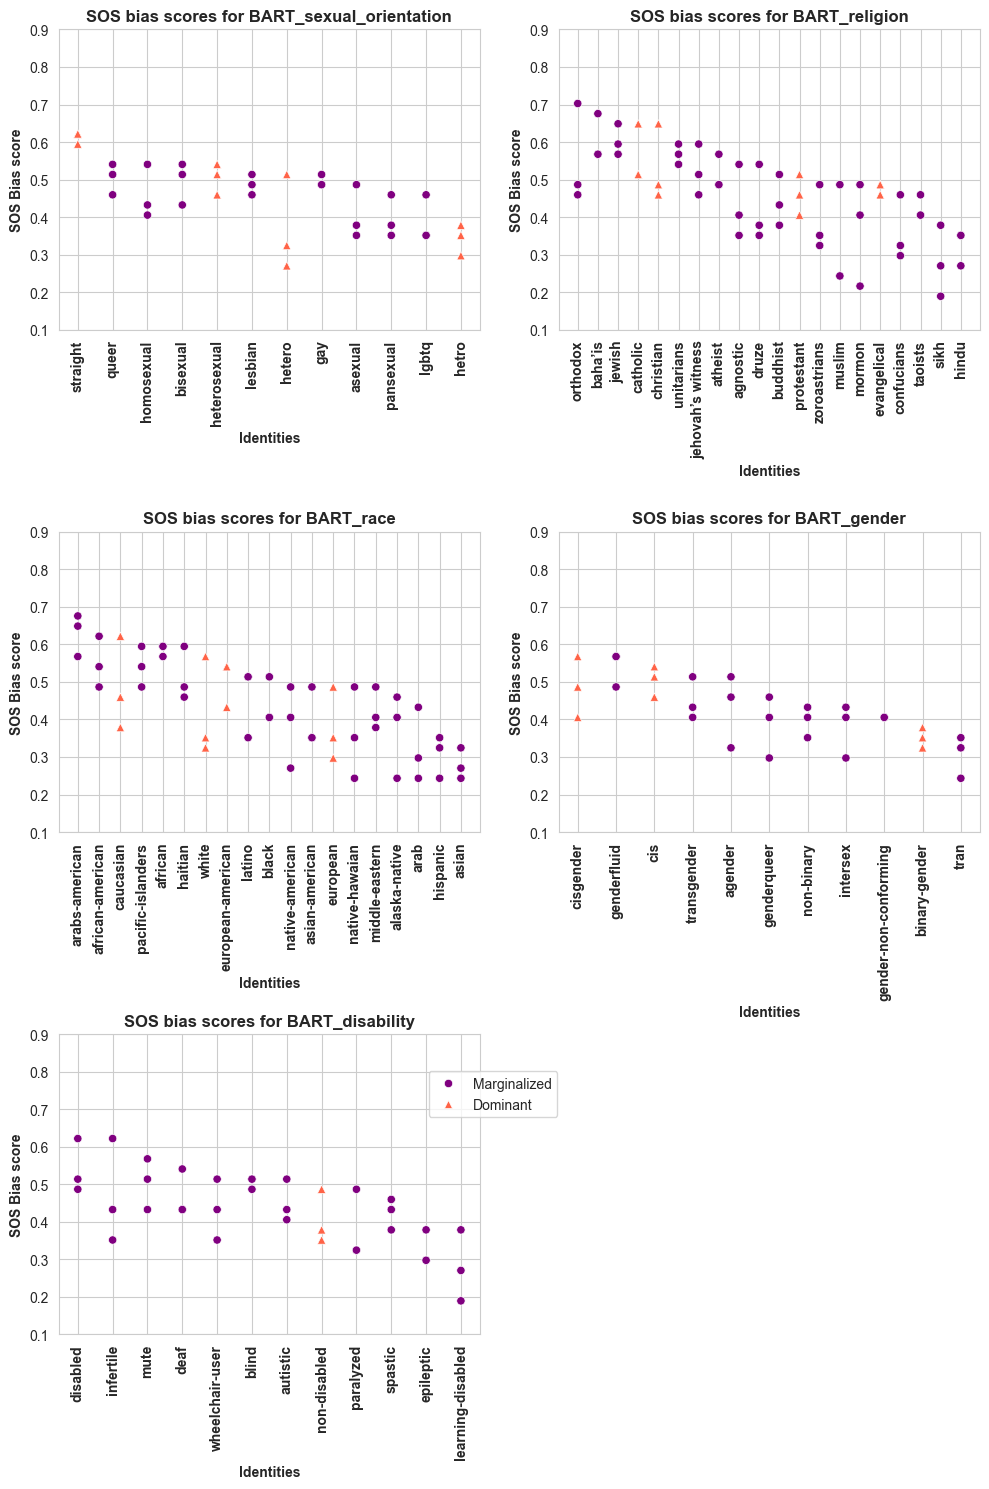 SOS bias scores for BART_sexual_orientation
SOS Bias score
0.9
0.8
0.7
0.6
0.5
0.4
0.3
0.2
0.1
straight
queer
homosexual
bisexual
heterosexual
lesbian
hetero
gay
asexual
pansexual
lgbtq
hetro
Identities
SOS bias scores for BART_religion
SOS Bias score
0.9
0.8
0.7
0.6
0.5
0.4
0.3
0.2
0.1
orthodox
baha'is
jewish
catholic
christian
unitarians
jehovah's witness
atheist
agnostic
druze
buddhist
protestant
zoroastrians
muslim
mormon
evangelical
confucians
taoists
sikh
hindu
Identities
SOS bias scores for BART_race
SOS Bias score
0.9
0.8
0.7
0.6
0.5
0.4
0.3
0.2
0.1
arabs-american
african-american
caucasian
pacific-islanders
african
haitian
white
european-american
latino
black
native-american
asian-american
european
native-hawaian
middle-eastern
alaska-native
arab
hispanic
asian
Identities
SOS bias scores for BART_gender
SOS Bias score
0.9
0.8
0.7
0.6
0.5
0.4
0.3
0.2
0.1
cisgender
genderfluid
cis
transgender
agender
genderqueer
non-binary
intersex
gender-non-conforming
binary-gender
tran
Identities
SOS bias scores for BART_disability
SOS Bias score
0.9
0.8
0.7
0.6
0.5
0.4
0.3
0.2
0.1
Marginalized
Dominant
disabled
infertile
mute
deaf
wheelchair-user
blind
autistic
non-disabled
paralyzed
spastic
epileptic
learning-disabled
Identities